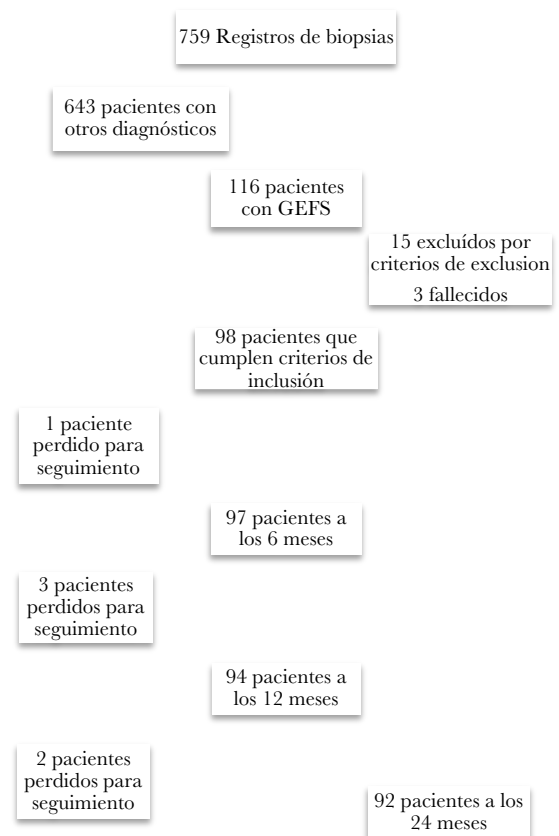 759 Registros de biopsias
643 pacientes con
otros diagnósticos
116 pacientes
con GEFS
15 excluídos por
criterios de exclusion
3 fallecidos
98 pacientes que
cumplen criterios de
inclusión
1 paciente
perdido para
seguimiento
97 pacientes a
los 6 meses
3 pacientes
perdidos para
seguimiento
94 pacientes a
los 12 meses
2 pacientes
perdidos para
seguimiento
92 pacientes a los
24 meses